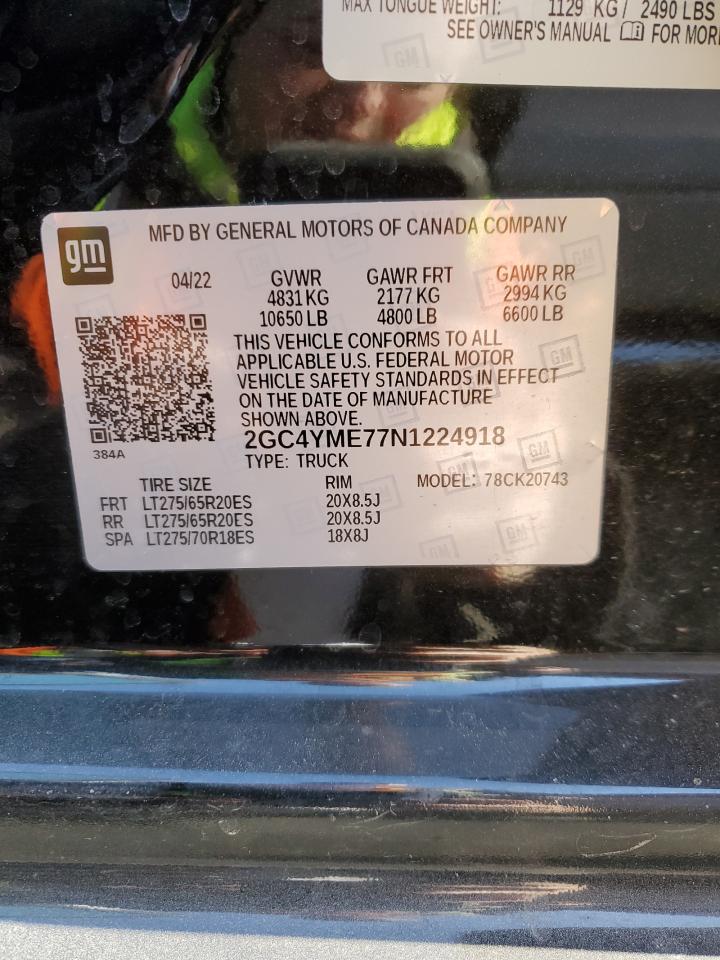 MAX TONGUE WEIGHT: 1129 KG / 2490 LBS
SEE OWNER'S MANUAL FOR
gm
MFD BY GENERAL MOTORS OF CANADA COMPANY
04/22 GVWR GAWR FRT GAWR RR
4831 KG 2177 KG 2994 KG
10650 LB 4800 LB 6600 LB
THIS VEHICLE CONFORMS TO ALL
APPLICABLE U.S. FEDERAL MOTOR
VEHICLE SAFETY STANDARDS IN EFFECT
ON THE DATE OF MANUFACTURE
SHOWN ABOVE.
384A
2GC4YME77N1224918
TYPE: TRUCK MODEL: 78CK20743
TIRE SIZE RIM
FRT LT275/65R20ES 20X8.5J
RR LT275/65R20ES 20X8.5J
SPA LT275/70R18ES 18X8J